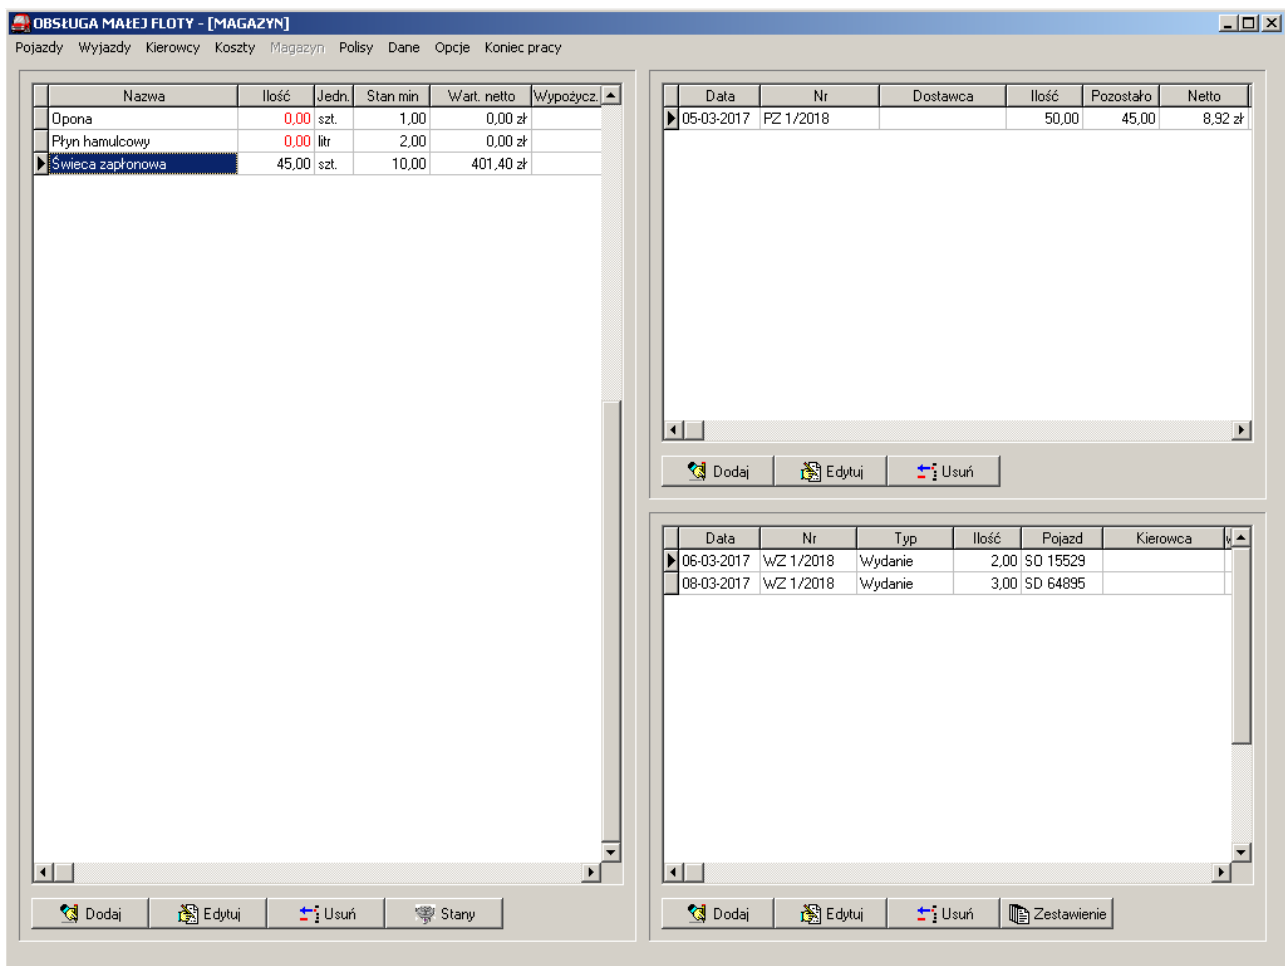 OBSŁUGA MAŁEJ FLOTY - [MAGAZYN]
Pojazdy Wyjazdy Kierowcy Koszty Magazyn Polisy Dane Opcje Koniec pracy
Nazwa Ilość Jedn. Stan min Wart. netto Wypożycz.
Opona 0,00 szt. 1,00 0,00 zł
Płyn hamulcowy 0,00 litr 2,00 0,00 zł
Świeca zapłonowa 45,00 szt. 10,00 401,40 zł
Dodaj Edytuj Usuń Stany
Data Nr Dostawca Ilość Pozostało Netto
05-03-2017 PZ 1/2018 50,00 45,00 8,92 zł
Dodaj Edytuj Usuń
Data Nr Typ Ilość Pojazd Kierowca
06-03-2017 WZ 1/2018 Wydanie 2,00 SO 15529
08-03-2017 WZ 1/2018 Wydanie 3,00 SD 64895
Dodaj Edytuj Usuń Zestawienie